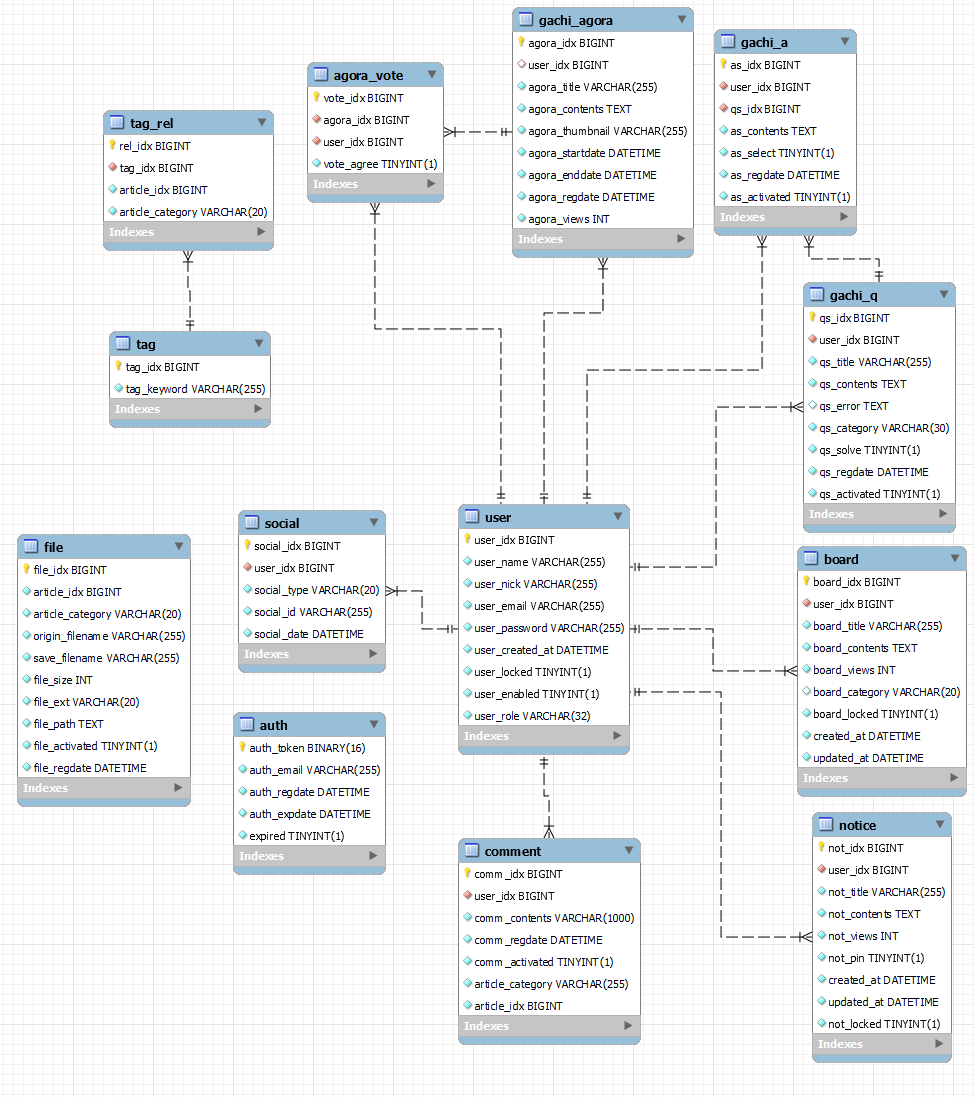 gachi_agora
agora_idx BIGINT
user_idx BIGINT
agora_title VARCHAR(255)
agora_contents TEXT
agora_thumbnail VARCHAR(255)
agora_startdate DATETIME
agora_enddate DATETIME
agora_regdate DATETIME
agora_views INT
Indexes
gachi_a
as_idx BIGINT
user_idx BIGINT
qs_idx BIGINT
as_contents TEXT
as_select TINYINT(1)
as_regdate DATETIME
as_activated TINYINT(1)
Indexes
agora_vote
vote_idx BIGINT
agora_idx BIGINT
user_idx BIGINT
vote_agree TINYINT(1)
Indexes
tag_rel
rel_idx BIGINT
tag_idx BIGINT
article_idx BIGINT
article_category VARCHAR(20)
Indexes
tag
tag_idx BIGINT
tag_keyword VARCHAR(255)
Indexes
gachi_q
qs_idx BIGINT
user_idx BIGINT
qs_title VARCHAR(255)
qs_contents TEXT
qs_error TEXT
qs_category VARCHAR(30)
qs_solve TINYINT(1)
qs_regdate DATETIME
qs_activated TINYINT(1)
Indexes
user
user_idx BIGINT
user_name VARCHAR(255)
user_nick VARCHAR(255)
user_email VARCHAR(255)
user_password VARCHAR(255)
user_created_at DATETIME
user_locked TINYINT(1)
user_enabled TINYINT(1)
user_role VARCHAR(32)
Indexes
social
social_idx BIGINT
user_idx BIGINT
social_type VARCHAR(20)
social_id VARCHAR(255)
social_date DATETIME
Indexes
file
file_idx BIGINT
article_idx BIGINT
article_category VARCHAR(20)
origin_filename VARCHAR(255)
save_filename VARCHAR(255)
file_size INT
file_ext VARCHAR(20)
file_path TEXT
file_activated TINYINT(1)
file_regdate DATETIME
Indexes
board
board_idx BIGINT
user_idx BIGINT
board_title VARCHAR(255)
board_contents TEXT
board_views INT
board_category VARCHAR(20)
board_locked TINYINT(1)
created_at DATETIME
updated_at DATETIME
Indexes
auth
auth_token BINARY(16)
auth_email VARCHAR(255)
auth_regdate DATETIME
auth_expdate DATETIME
expired TINYINT(1)
Indexes
comment
comm_idx BIGINT
user_idx BIGINT
comm_contents VARCHAR(1000)
comm_regdate DATETIME
comm_activated TINYINT(1)
article_category VARCHAR(255)
article_idx BIGINT
Indexes
notice
not_idx BIGINT
user_idx BIGINT
not_title VARCHAR(255)
not_contents TEXT
not_views INT
not_pin TINYINT(1)
created_at DATETIME
updated_at DATETIME
not_locked TINYINT(1)
Indexes